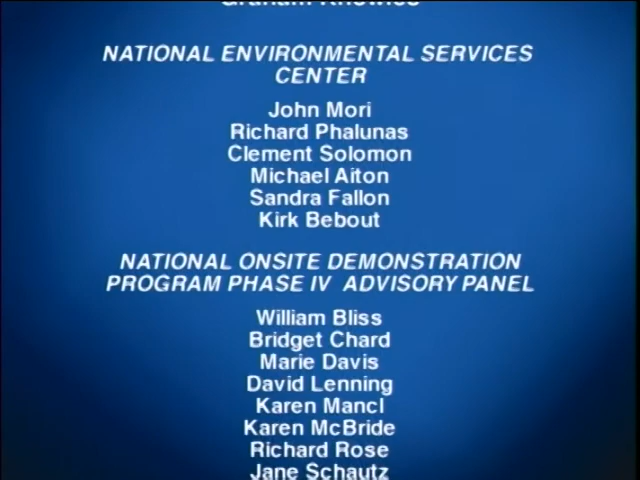 Graham Knowles
NATIONAL ENVIRONMENTAL SERVICES
CENTER
John Mori
Richard Phalunas
Clement Solomon
Michael Aiton
Sandra Fallon
Kirk Bebout
NATIONAL ONSITE DEMONSTRATION
PROGRAM PHASE IV ADVISORY PANEL
William Bliss
Bridget Chard
Marie Davis
David Lenning
Karen Mancl
Karen McBride
Richard Rose
Jane Schautz